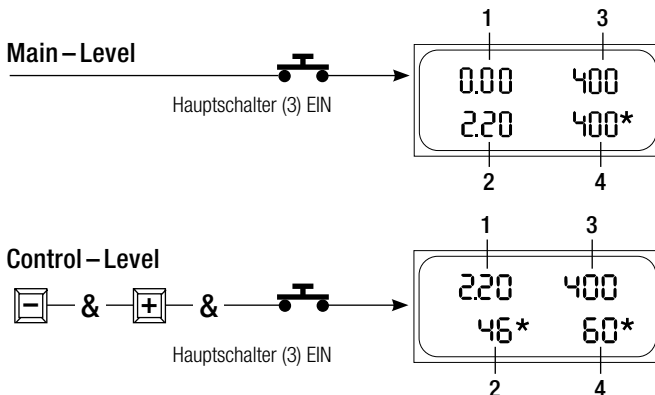 1 3
Main – Level
0.00 400
Hauptschalter (3) EIN
2.20 400*
2 4
1 3
Control – Level
2.20 400
− & + &
46* 60*
Hauptschalter (3) EIN
2 4